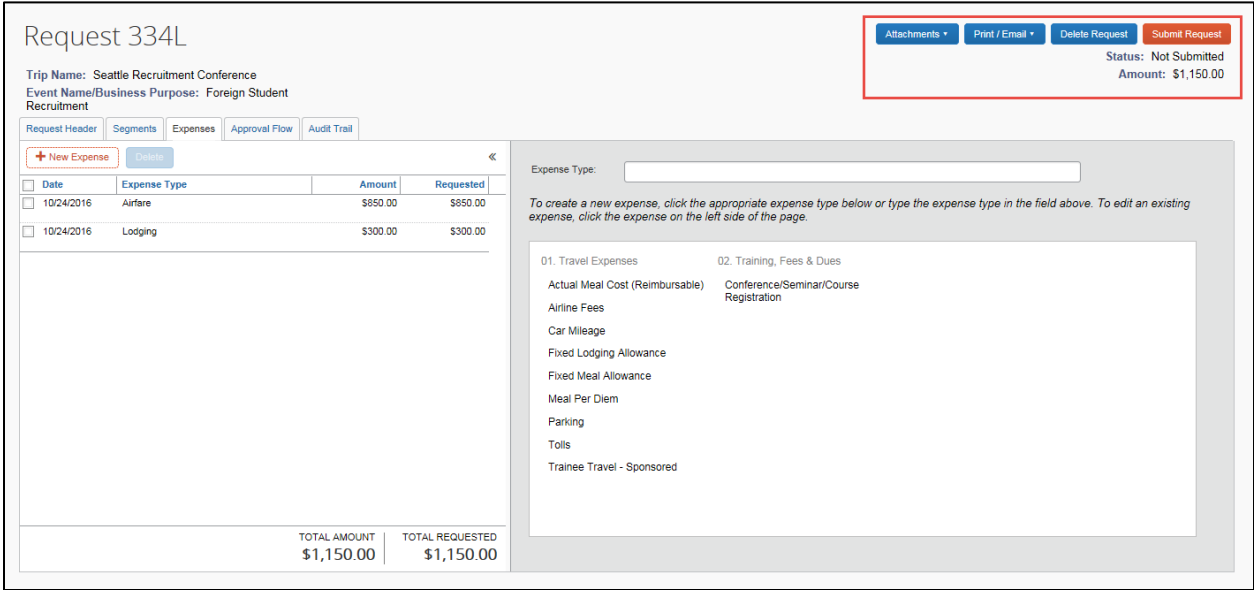 Request 334L
Attachments Print / Email Delete Request Submit Request
Status: Not Submitted
Amount: $1,150.00
Trip Name: Seattle Recruitment Conference
Event Name/Business Purpose: Foreign Student
Recruitment
Request Header Segments Expenses Approval Flow Audit Trail
+ New Expense Delete «
Date Expense Type Amount Requested
10/24/2016 Airfare $850.00 $850.00
10/24/2016 Lodging $300.00 $300.00
TOTAL AMOUNT TOTAL REQUESTED
$1,150.00 $1,150.00
Expense Type:
To create a new expense, click the appropriate expense type below or type the expense type in the field above. To edit an existing
expense, click the expense on the left side of the page.
01. Travel Expenses
Actual Meal Cost (Reimbursable)
Airline Fees
Car Mileage
Fixed Lodging Allowance
Fixed Meal Allowance
Meal Per Diem
Parking
Tolls
Trainee Travel - Sponsored
02. Training, Fees & Dues
Conference/Seminar/Course
Registration